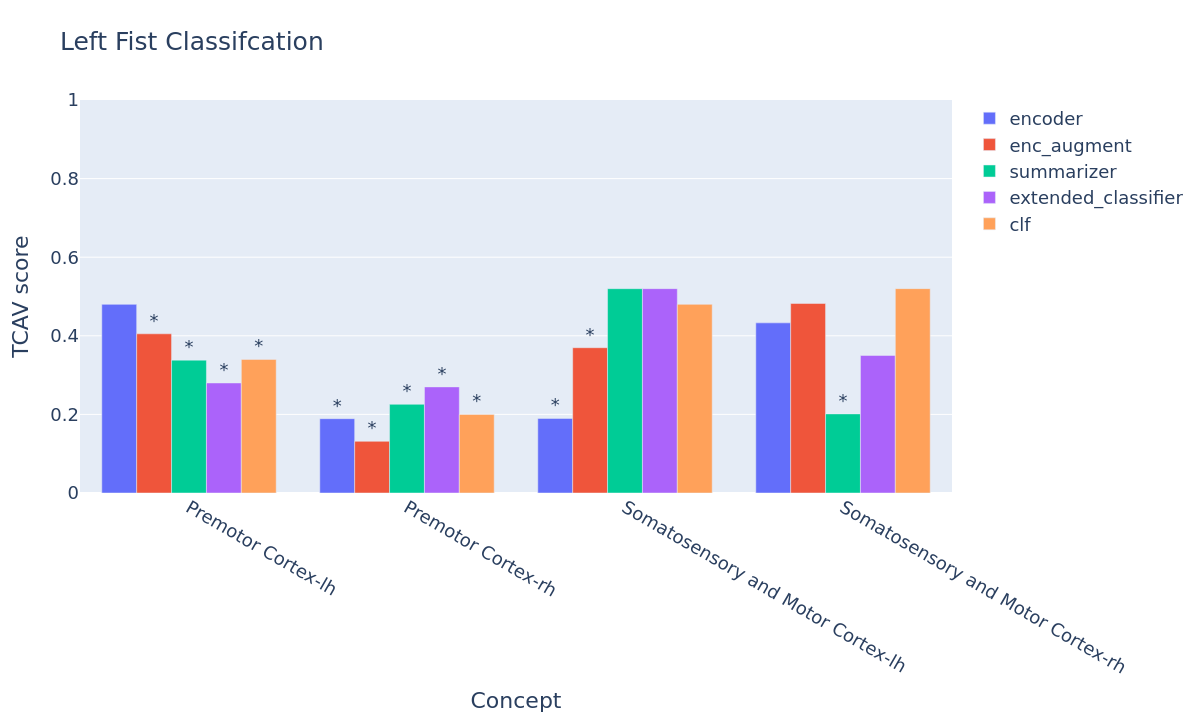 Left Fist Classifcation
TCAV score
1
0.8
0.6
0.4
0.2
0
* * * *
* * * * *
* *
*
Premotor Cortex-lh
Premotor Cortex-rh
Somatosensory and Motor Cortex-lh
Somatosensory and Motor Cortex-rh
Concept
encoder
enc_augment
summarizer
extended_classifier
clf